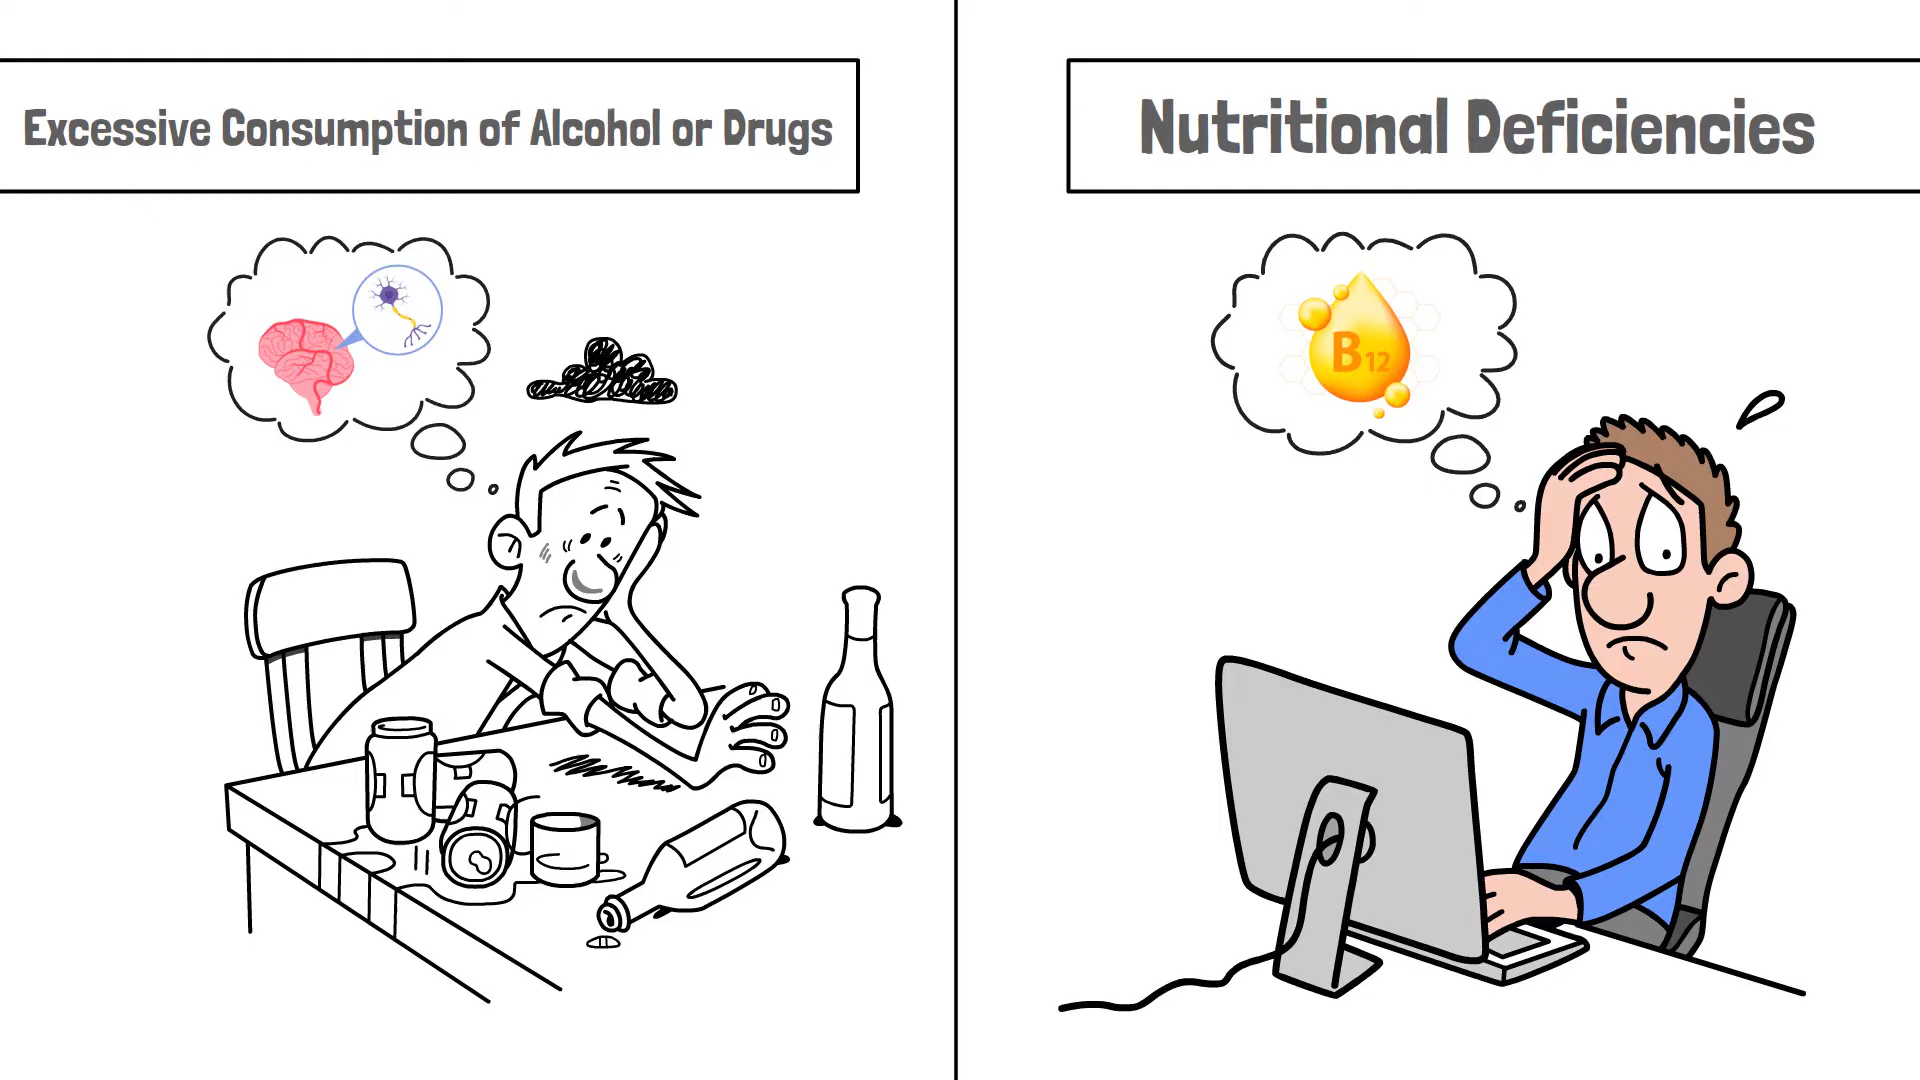 Excessive Consumption of Alcohol or Drugs
Nutritional Deficiencies
B12